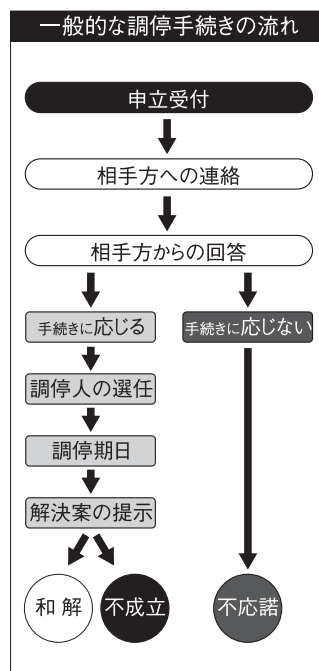 一般的な調停手続きの流れ
申立受付
相手方への連絡
相手方からの回答
手続きに応じる
手続きに応じない
調停人の選任
調停期日
解決案の提示
和解
不成立
不応諾